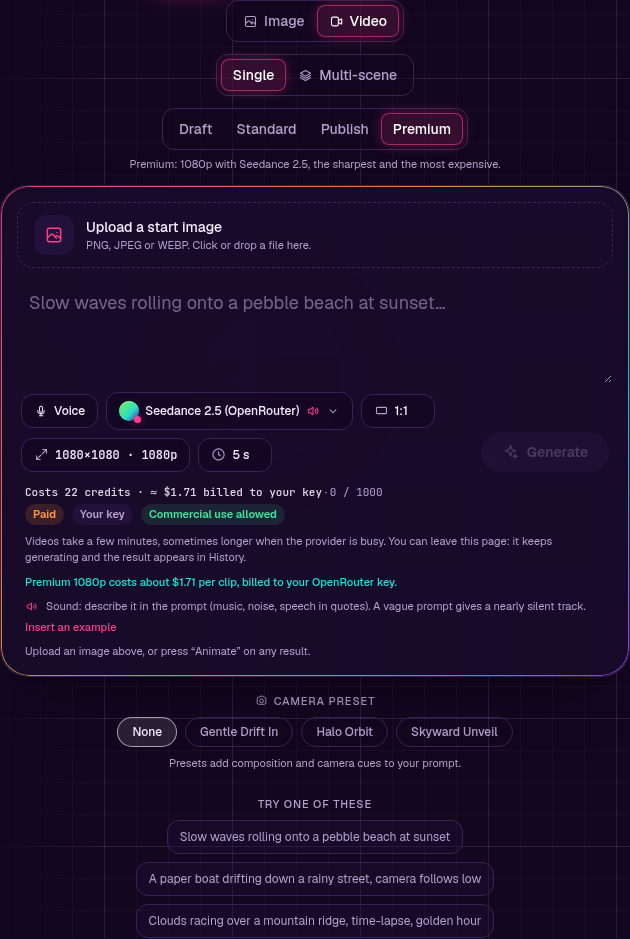 Image Video
Single Multi-scene
Draft Standard Publish Premium
Premium: 1080p with Seedance 2.5, the sharpest and the most expensive.
Upload a start image
PNG, JPEG or WEBP. Click or drop a file here.
Slow waves rolling onto a pebble beach at sunset…
Voice Seedance 2.5 (OpenRouter) 1:1
1080×1080 · 1080p 5 s Generate
Costs 22 credits · ≈ $1.71 billed to your key · 0 / 1000
Paid Your key Commercial use allowed
Videos take a few minutes, sometimes longer when the provider is busy. You can leave this page: it keeps
generating and the result appears in History.
Premium 1080p costs about $1.71 per clip, billed to your OpenRouter key.
Sound: describe it in the prompt (music, noise, speech in quotes). A vague prompt gives a nearly silent track.
Insert an example
Upload an image above, or press “Animate” on any result.
CAMERA PRESET
None Gentle Drift In Halo Orbit Skyward Unveil
Presets add composition and camera cues to your prompt.
TRY ONE OF THESE
Slow waves rolling onto a pebble beach at sunset
A paper boat drifting down a rainy street, camera follows low
Clouds racing over a mountain ridge, time-lapse, golden hour